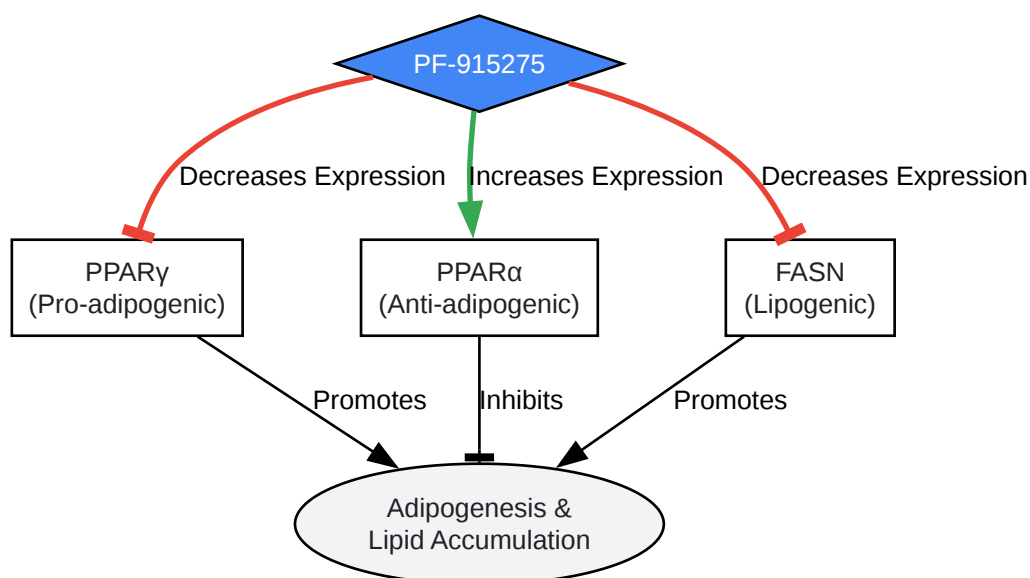 PF-915275
Decreases Expression
Increases Expression
Decreases Expression
PPARγ
(Pro-adipogenic)
PPARα
(Anti-adipogenic)
FASN
(Lipogenic)
Promotes
Inhibits
Promotes
Adipogenesis &
Lipid Accumulation